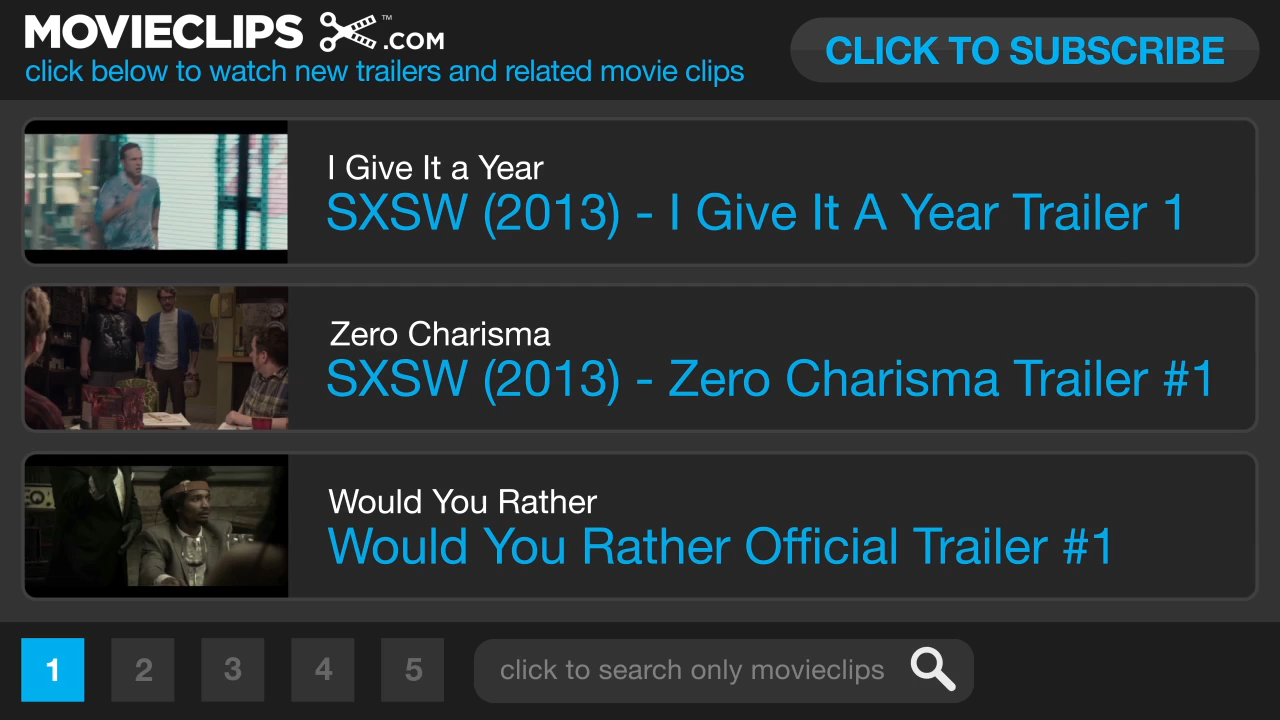 MOVIECLIPS™.COM
click below to watch new trailers and related movie clips
CLICK TO SUBSCRIBE
I Give It a Year
SXSW (2013) - I Give It A Year Trailer 1
Zero Charisma
SXSW (2013) - Zero Charisma Trailer #1
EQ
Would You Rather
Would You Rather Official Trailer #1
1 2 3 4 5
click to search only movieclips